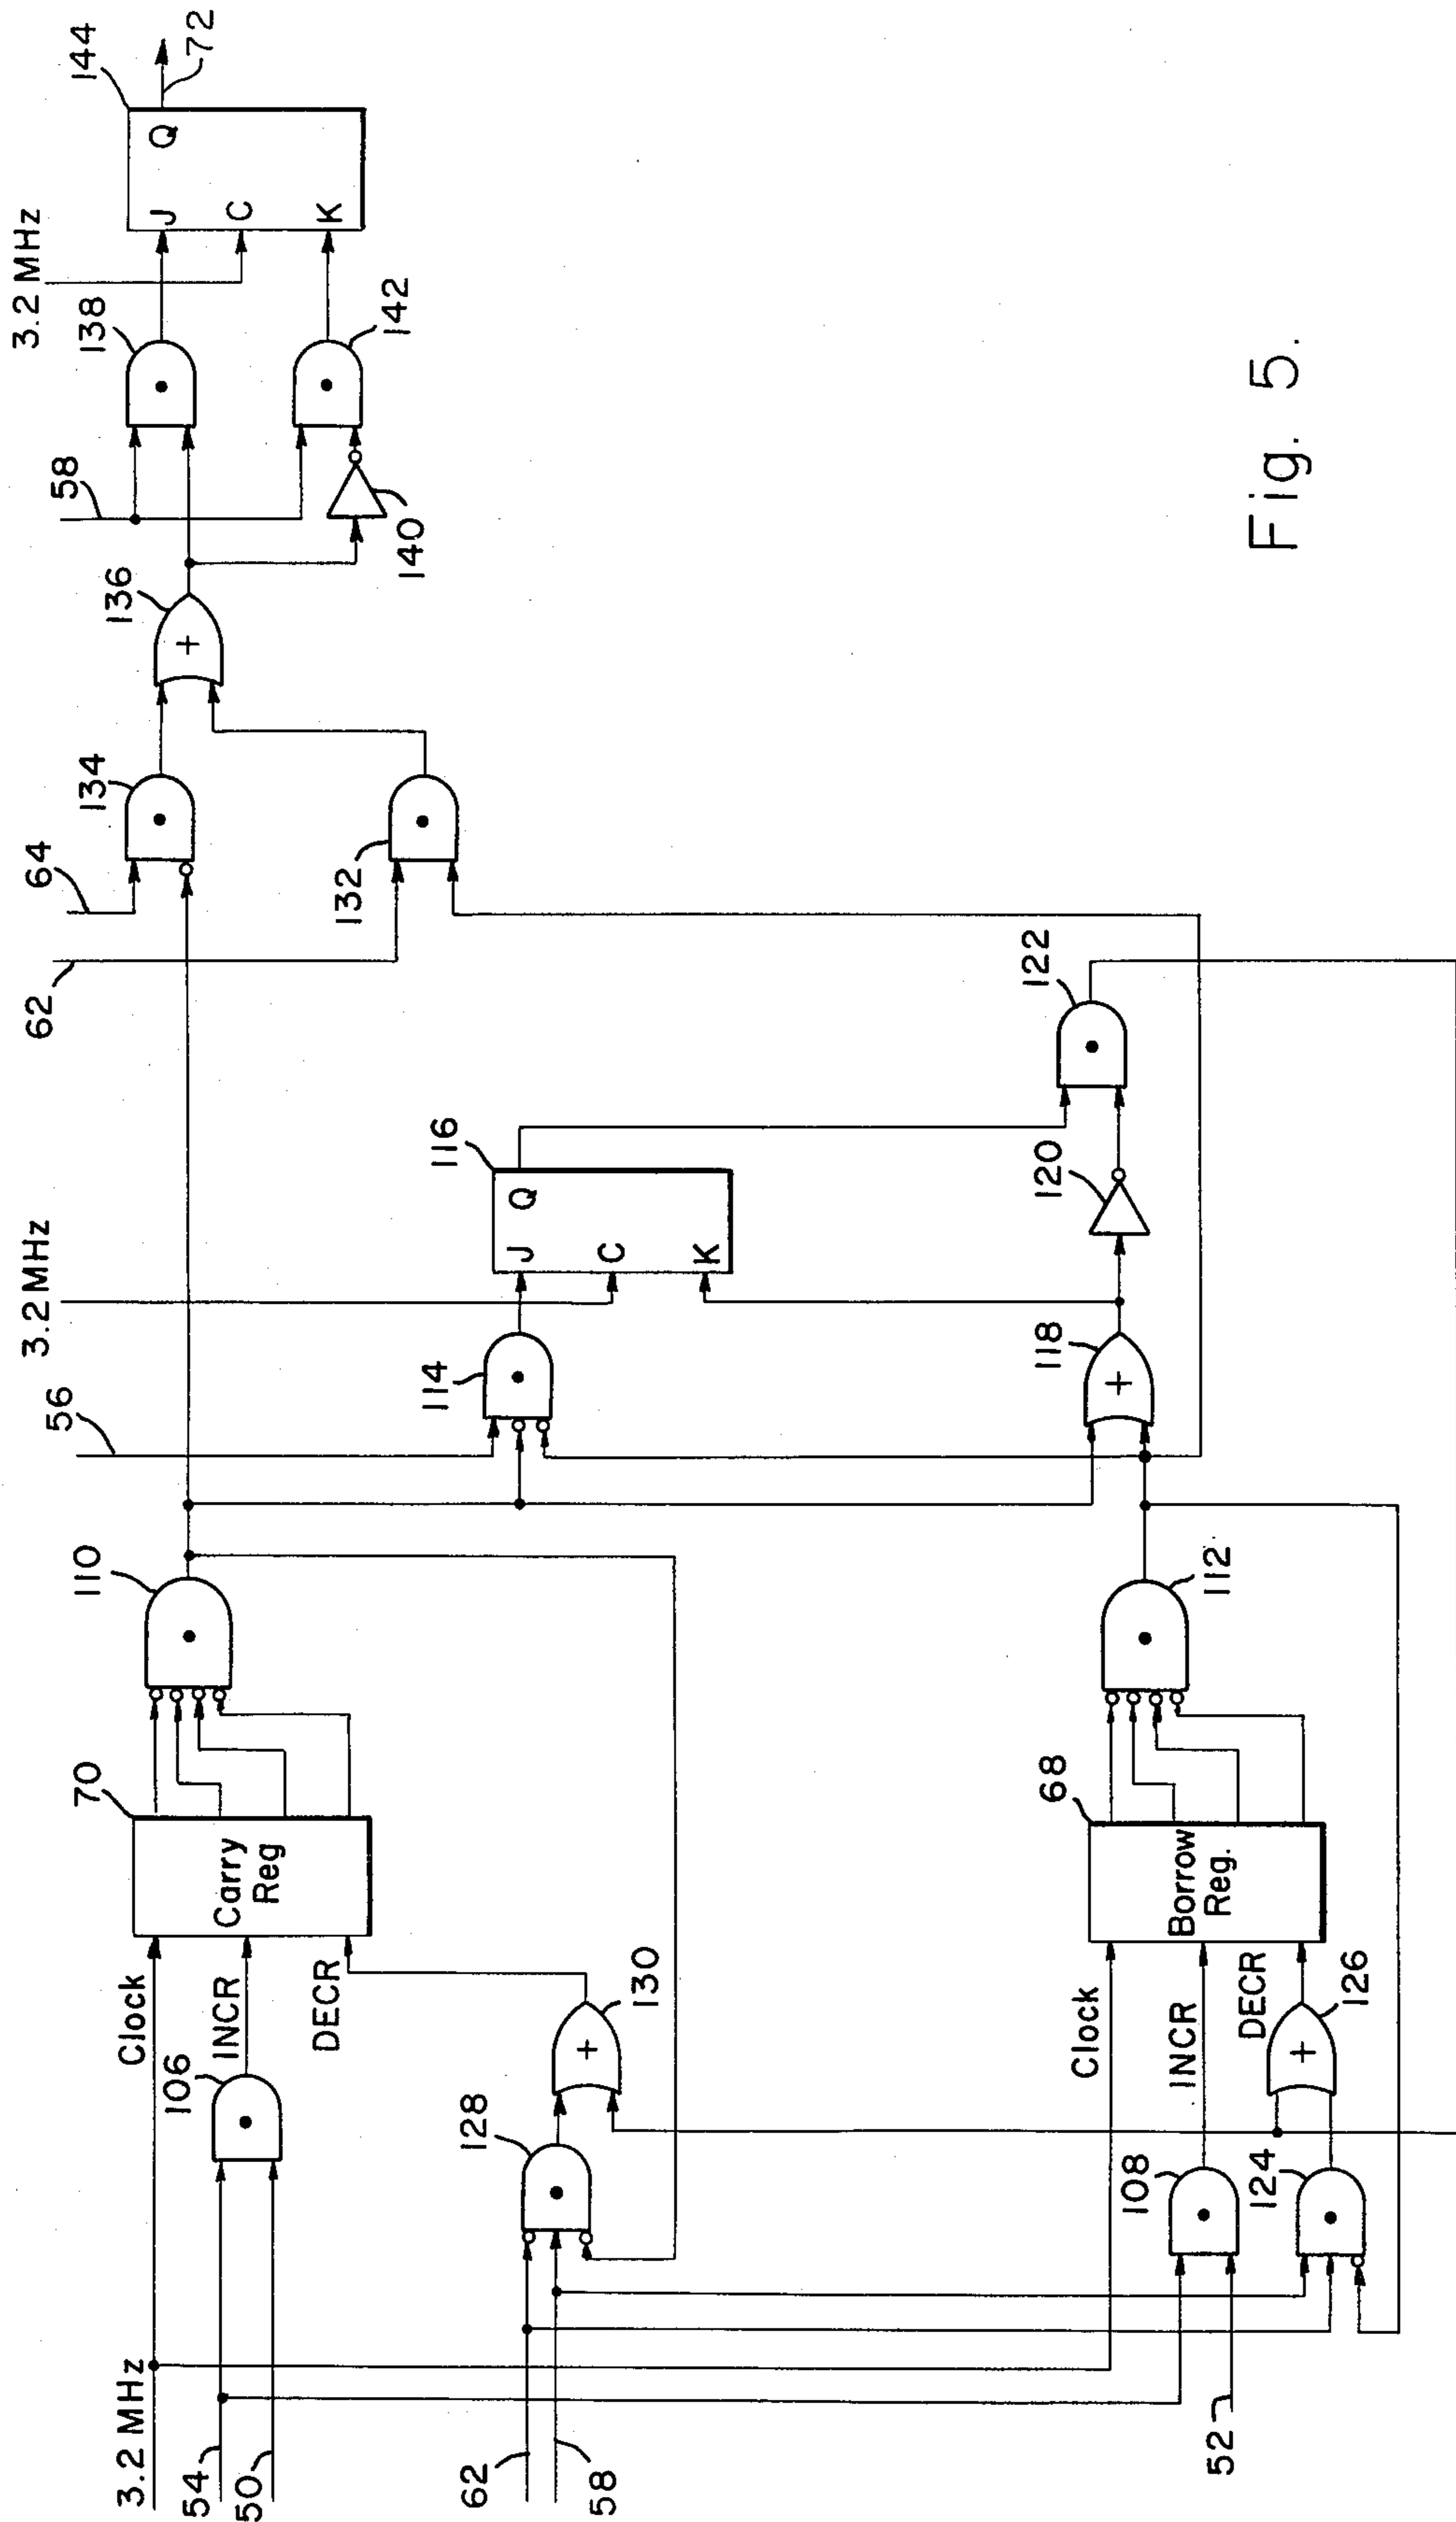 3.2 MHz
54
50
62
58
52
Clock
INCR
DECR
106
70
Carry
Reg
110
128
130
Clock
INCR
DECR
108
124
126
68
Borrow
Reg.
112
56
3.2 MHz
114
116
J
Q
C
K
118
120
122
62
64
134
132
136
58
140
138
142
3.2 MHz
144
J
Q
C
K
72
Fig. 5.